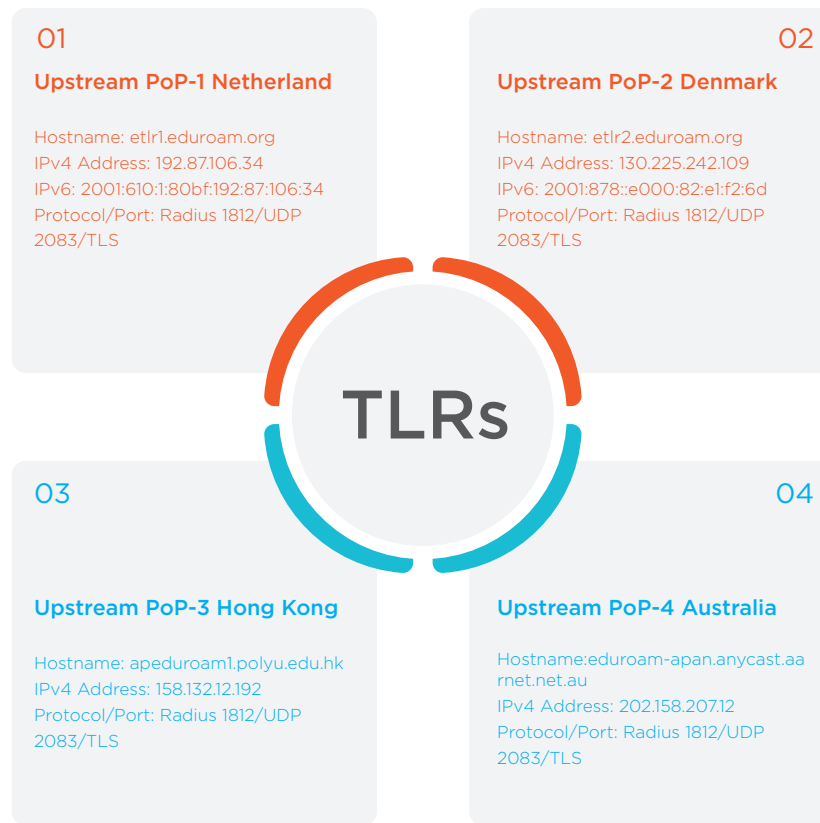 01
Upstream PoP-1 Netherland
Hostname: etlr1.eduroam.org
IPv4 Address: 192.87.106.34
IPv6: 2001:610:1:80bf:192:87:106:34
Protocol/Port: Radius 1812/UDP
2083/TLS
02
Upstream PoP-2 Denmark
Hostname: etlr2.eduroam.org
IPv4 Address: 130.225.242.109
IPv6: 2001:878::e000:82:e1:f2:6d
Protocol/Port: Radius 1812/UDP
2083/TLS
TLRs
03
Upstream PoP-3 Hong Kong
Hostname: apeduroam1.polyu.edu.hk
IPv4 Address: 158.132.12.192
Protocol/Port: Radius 1812/UDP
2083/TLS
04
Upstream PoP-4 Australia
Hostname:eduroam-apan.anycast.aa
rnet.net.au
IPv4 Address: 202.158.207.12
Protocol/Port: Radius 1812/UDP
2083/TLS